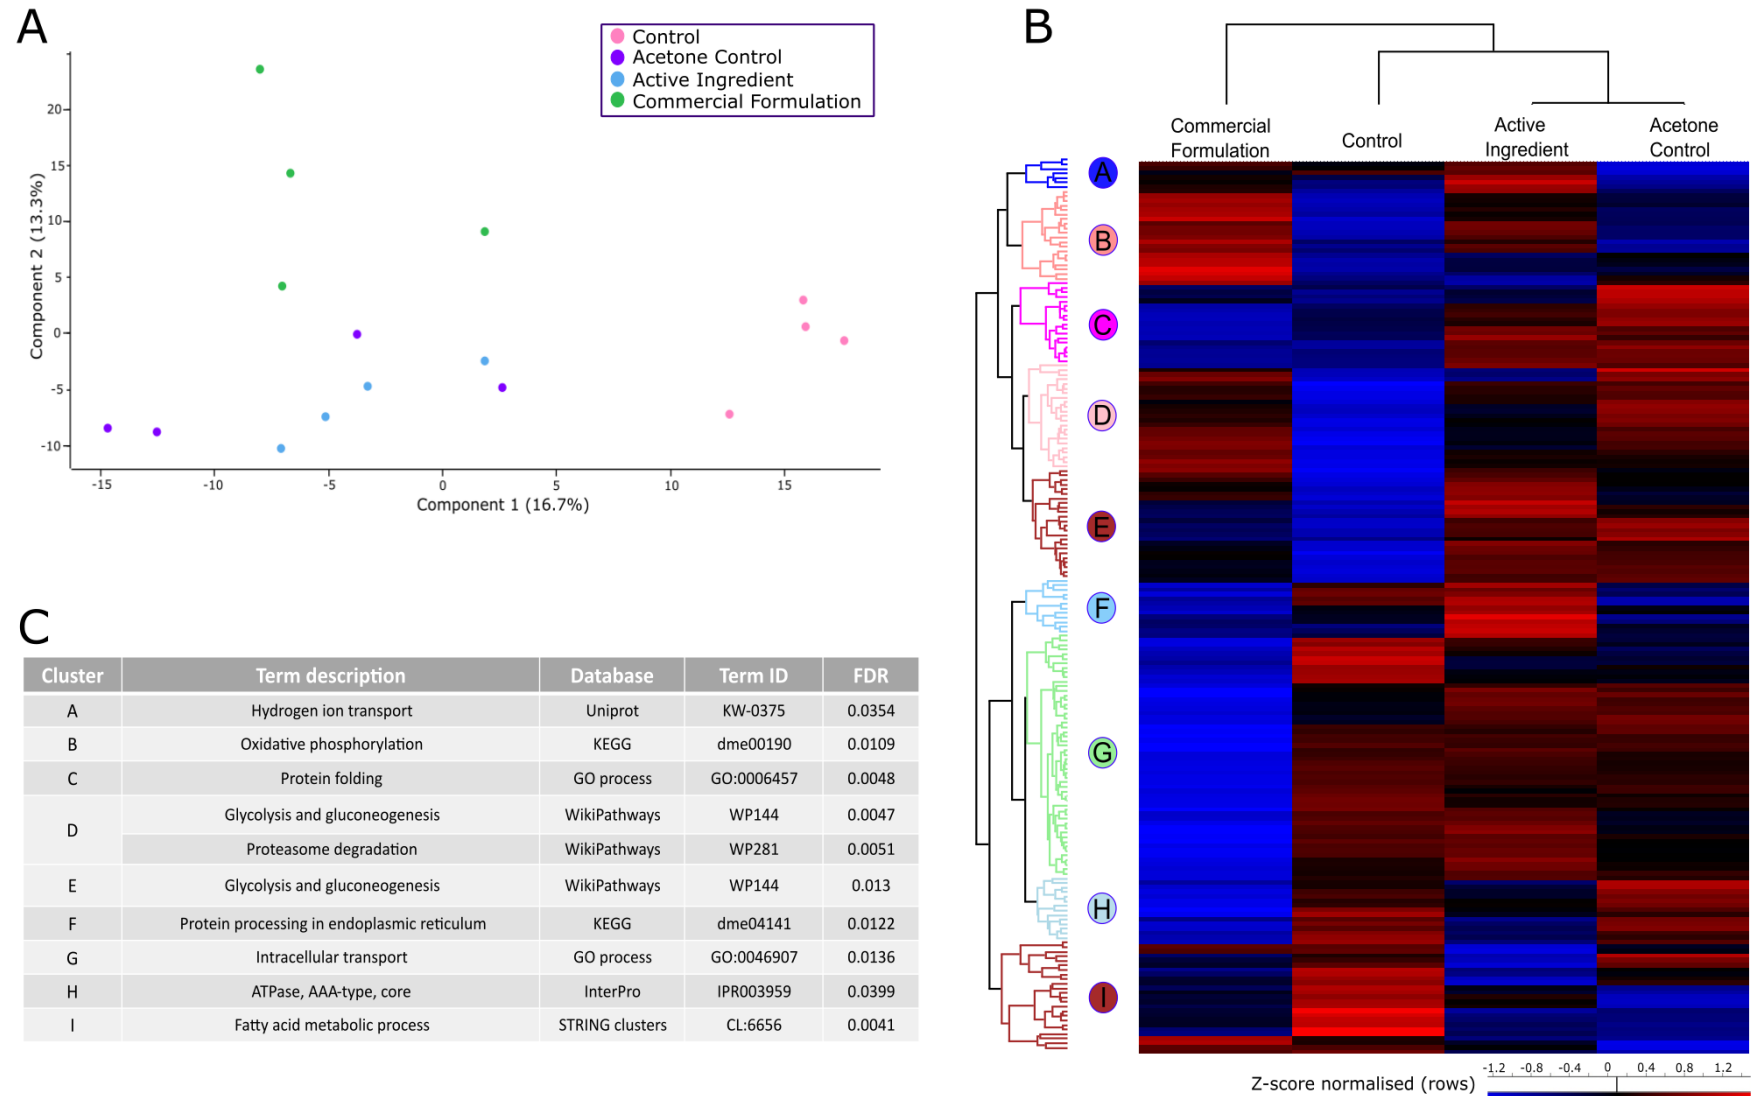 A
Control
Acetone Control
Active Ingredient
Commercial Formulation
20
15
10
5
0
-5
-10
Component 2 (13.3%)
-15 -10 -5 0 5 10 15
Component 1 (16.7%)
B
Commercial Formulation
Control
Active Ingredient
Acetone Control
A
B
C
D
E
F
G
H
I
-1.2 -0.8 -0.4 0 0.4 0.8 1.2
Z-score normalised (rows)
C
Cluster Term description Database Term ID FDR
A Hydrogen ion transport Uniprot KW-0375 0.0354
B Oxidative phosphorylation KEGG dme00190 0.0109
C Protein folding GO process GO:0006457 0.0048
D Glycolysis and gluconeogenesis WikiPathways WP144 0.0047
Proteasome degradation WikiPathways WP281 0.0051
E Glycolysis and gluconeogenesis WikiPathways WP144 0.013
F Protein processing in endoplasmic reticulum KEGG dme04141 0.0122
G Intracellular transport GO process GO:0046907 0.0136
H ATPase, AAA-type, core InterPro IPR003959 0.0399
I Fatty acid metabolic process STRING clusters CL:6656 0.0041